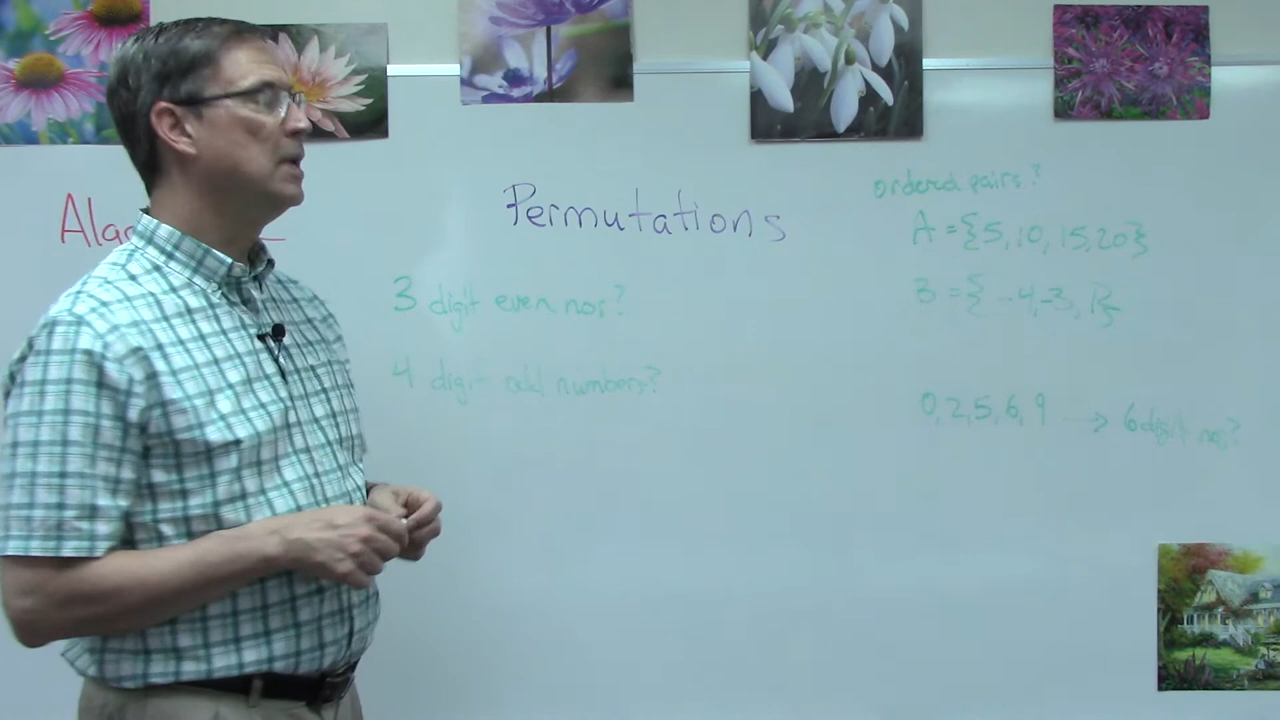 Alg
Permutations
3 digit even nos?
4 digit odd numbers?
ordered pairs?
A = {5, 10, 15, 20}
B = { -4, -3,
0, 2, 5, 6, 9 → 6 digit nos?